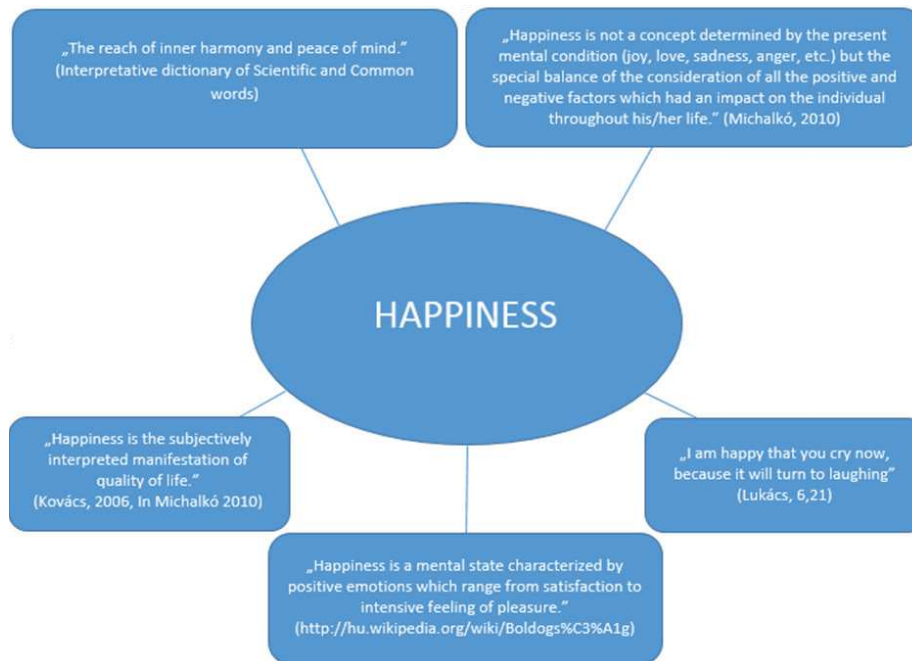 „The reach of inner harmony and peace of mind.”
(Interpretative dictionary of Scientific and Common
words)
„Happiness is not a concept determined by the present
mental condition (joy, love, sadness, anger, etc.) but the
special balance of the consideration of all the positive and
negative factors which had an impact on the individual
throughout his/her life.” (Michalkó, 2010)
HAPPINESS
„Happiness is the subjectively
interpreted manifestation of
quality of life.”
(Kovács, 2006, In Michalkó 2010)
„I am happy that you cry now,
because it will turn to laughing”
(Lukács, 6,21)
„Happiness is a mental state characterized by
positive emotions which range from satisfaction to
intensive feeling of pleasure.”
(http://hu.wikipedia.org/wiki/Boldogs%C3%A1g)